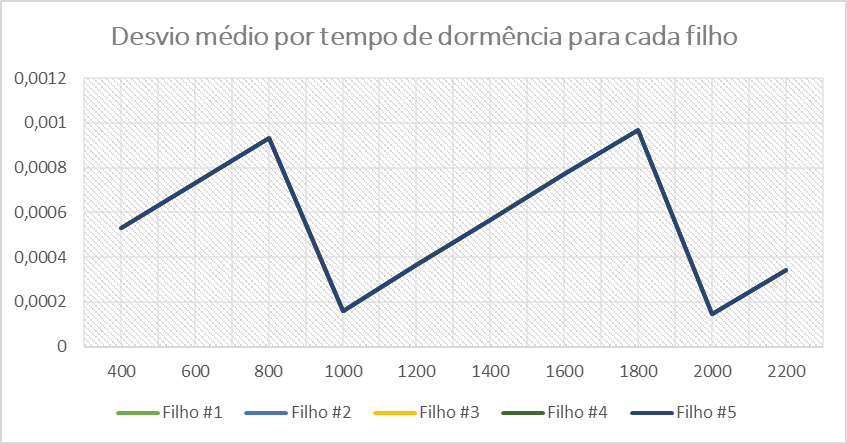 Desvio médio por tempo de dormência para cada filho
0,0012
0,001
0,0008
0,0006
0,0004
0,0002
0
400 600 800 1000 1200 1400 1600 1800 2000 2200
Filho #1 Filho #2 Filho #3 Filho #4 Filho #5